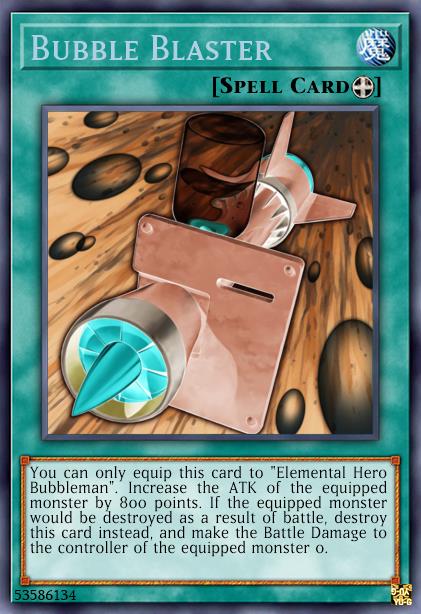 BUBBLE BLASTER
魔
[SPELL CARD]
You can only equip this card to "Elemental Hero
Bubbleman". Increase the ATK of the equipped
monster by 800 points. If the equipped monster
would be destroyed as a result of battle, destroy
this card instead, and make the Battle Damage to
the controller of the equipped monster 0.
53586134